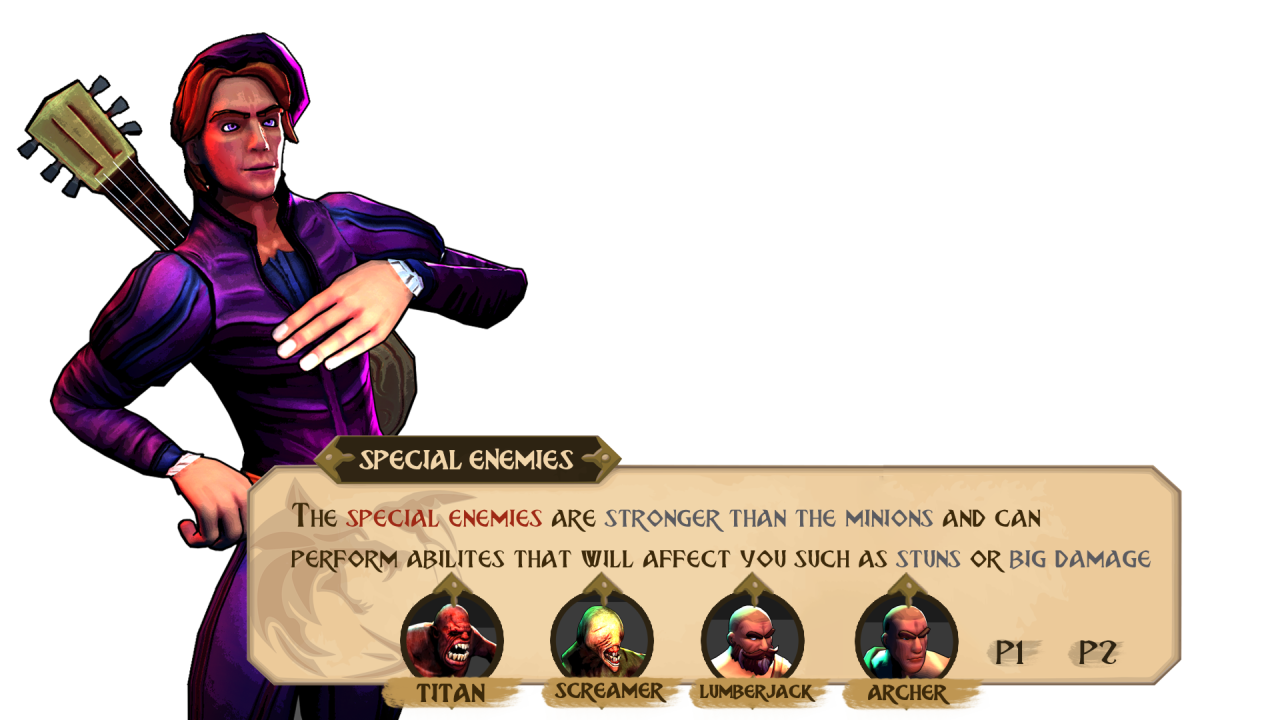 SPECIAL ENEMIES
THE SPECIAL ENEMIES ARE STRONGER THAN THE MINIONS AND CAN
PERFORM ABILITES THAT WILL AFFECT YOU SUCH AS STUNS OR BIG DAMAGE
P1 P2
TITAN SCREAMER LUMBERJACK ARCHER